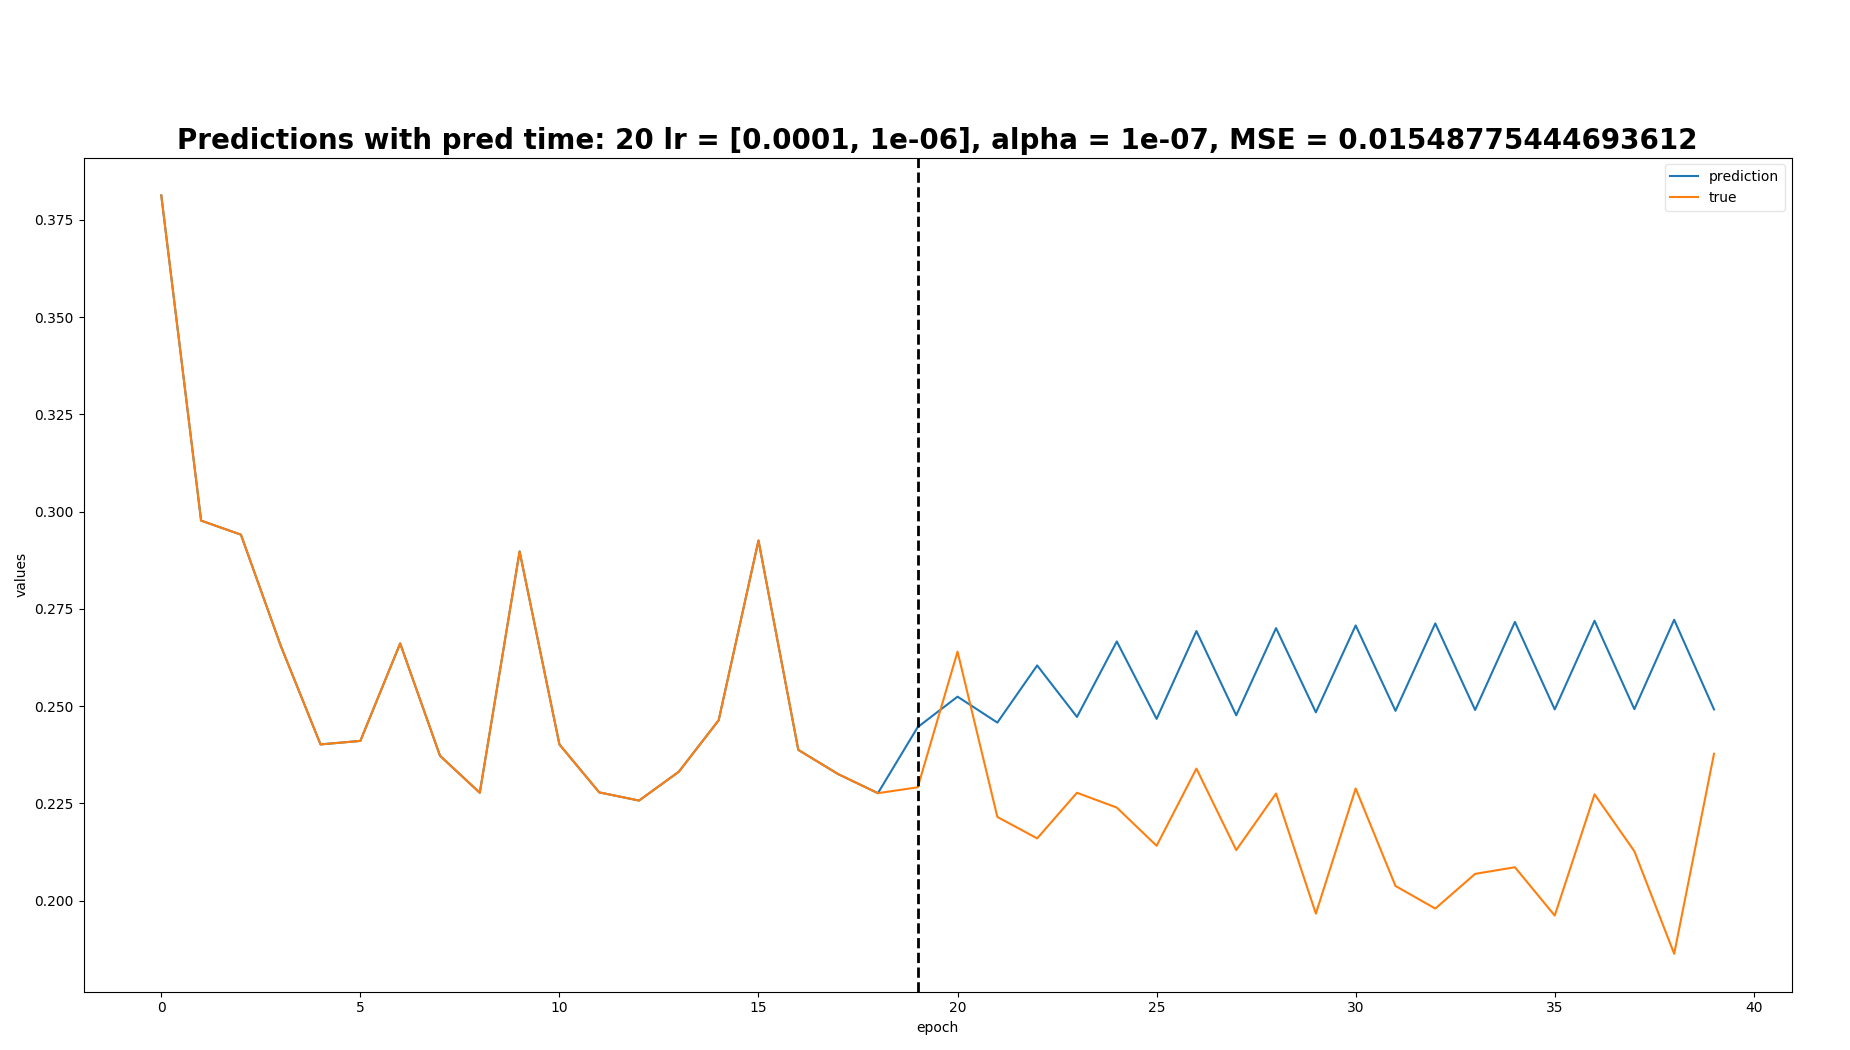 Predictions with pred time: 20 lr = [0.0001, 1e-06], alpha = 1e-07, MSE = 0.01548775444693612
prediction
true
0.375
0.350
0.325
0.300
0.275
0.250
0.225
0.200
values
0 5 10 15 20 25 30 35 40
epoch